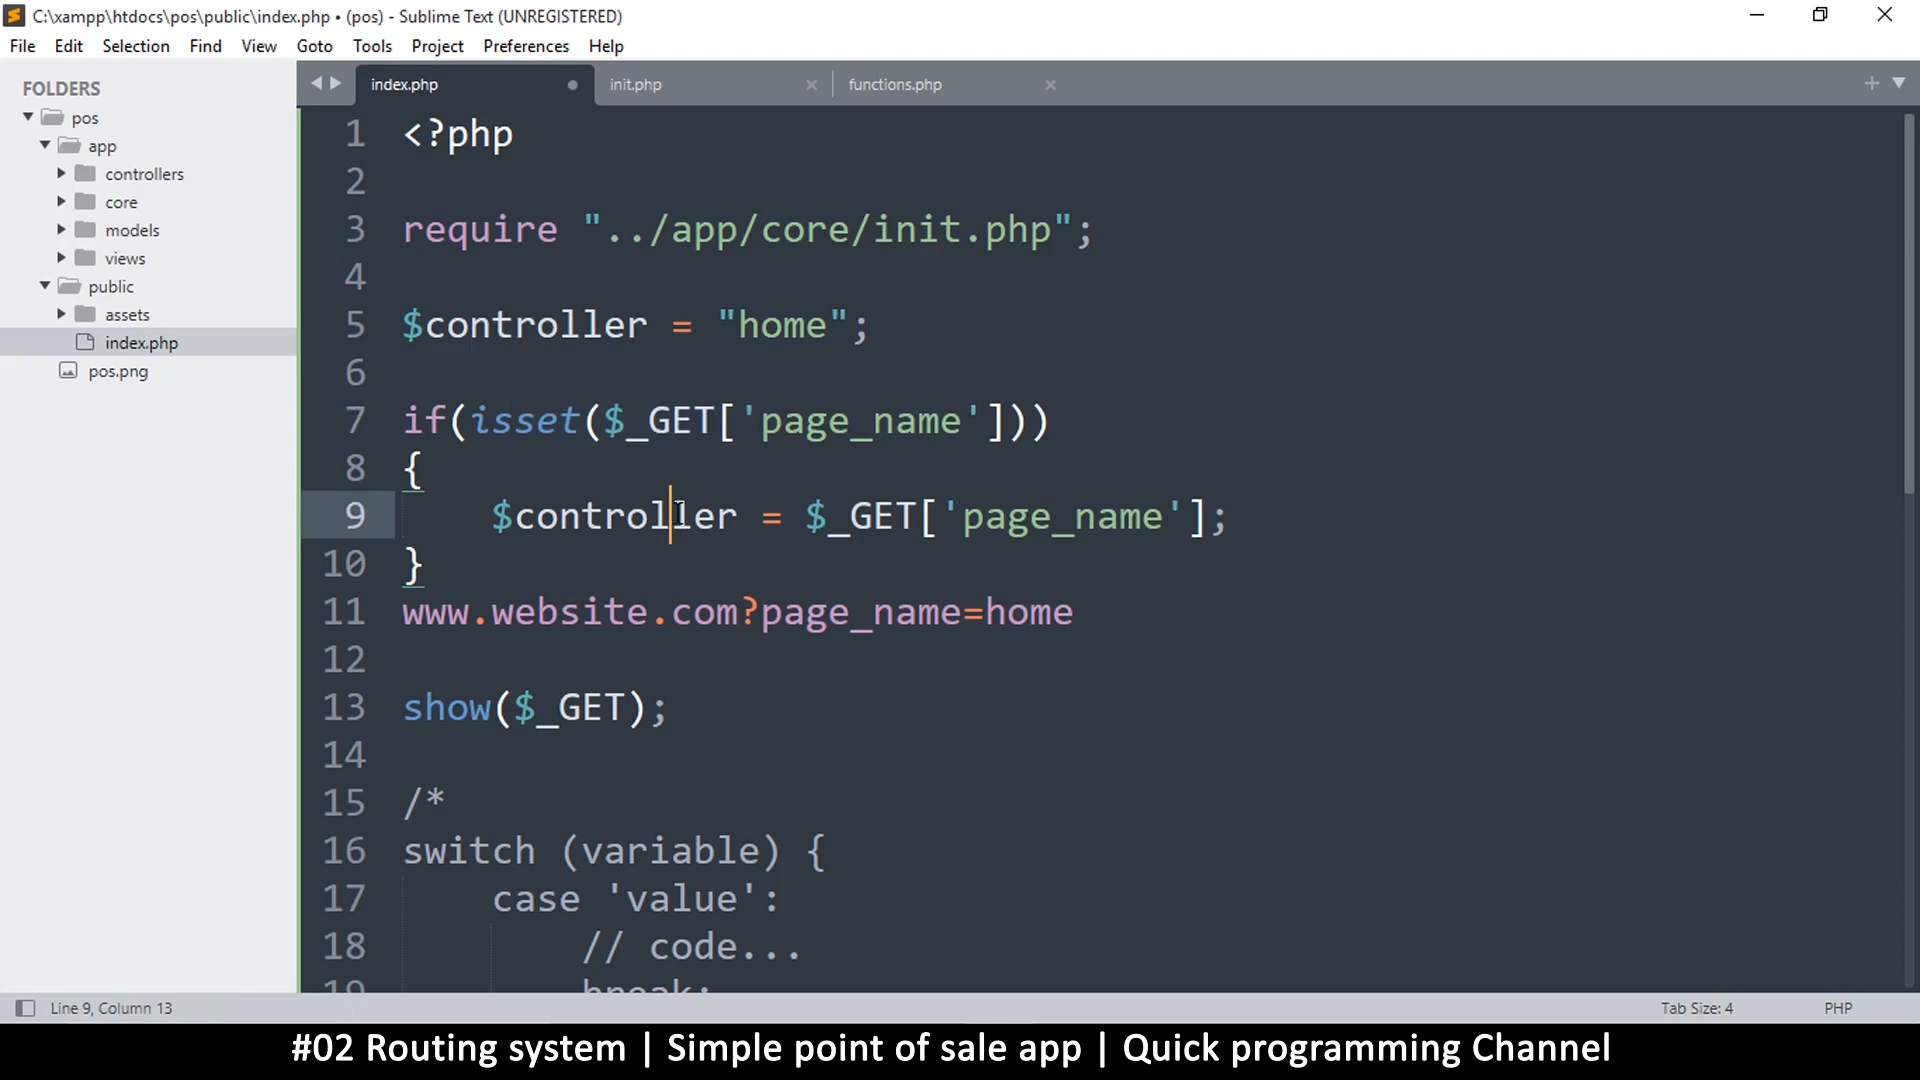 C:\xampp\htdocs\pos\public\index.php • (pos) - Sublime Text (UNREGISTERED)
File Edit Selection Find View Goto Tools Project Preferences Help
FOLDERS
pos
app
controllers
core
models
views
public
assets
index.php
pos.png
index.php init.php functions.php
1 <?php
2
3 require "../app/core/init.php";
4
5 $controller = "home";
6
7 if(isset($_GET['page_name']))
8 {
9 $controller = $_GET['page_name'];
10 }
11 www.website.com?page_name=home
12
13 show($_GET);
14
15 /*
16 switch (variable) {
17 case 'value':
18 // code...
19 break;
Line 9, Column 13 Tab Size: 4 PHP
#02 Routing system | Simple point of sale app | Quick programming Channel